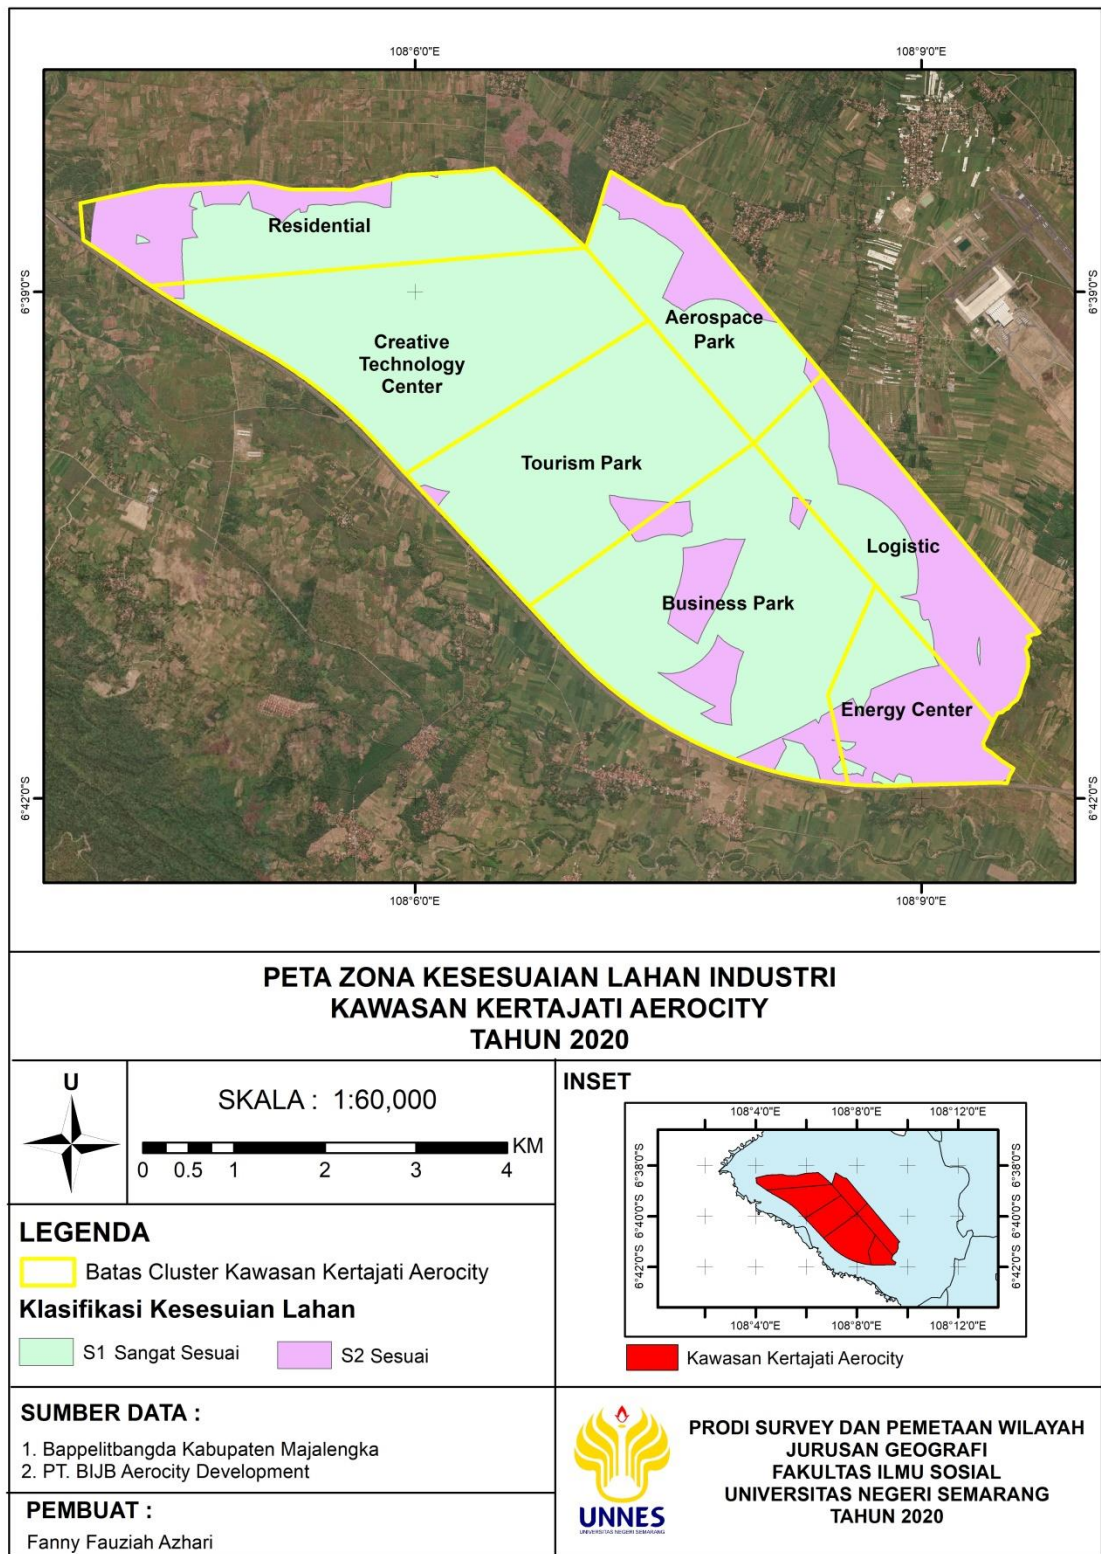 108°6'0"E
108°9'0"E
6°39'0"S
6°39'0"S
Residential
Aerospace
Park
Creative
Technology
Center
Tourism Park
Logistic
Business Park
Energy Center
6°42'0"S
6°42'0"S
108°6'0"E
108°9'0"E
PETA ZONA KESESUAIAN LAHAN INDUSTRI
KAWASAN KERTAJATI AEROCITY
TAHUN 2020
U
SKALA : 1:60,000
0 0.5 1 2 3 4 KM
INSET
108°4'0"E 108°8'0"E 108°12'0"E
6°38'0"S
6°38'0"S
6°40'0"S
6°40'0"S
6°42'0"S
6°42'0"S
108°4'0"E 108°8'0"E 108°12'0"E
Kawasan Kertajati Aerocity
LEGENDA
Batas Cluster Kawasan Kertajati Aerocity
Klasifikasi Kesesuian Lahan
S1 Sangat Sesuai
S2 Sesuai
SUMBER DATA :
1. Bappelitbangda Kabupaten Majalengka
2. PT. BIJB Aerocity Development
PEMBUAT :
Fanny Fauziah Azhari
UNNES
UNIVERSITAS NEGERI SEMARANG
PRODI SURVEY DAN PEMETAAN WILAYAH
JURUSAN GEOGRAFI
FAKULTAS ILMU SOSIAL
UNIVERSITAS NEGERI SEMARANG
TAHUN 2020